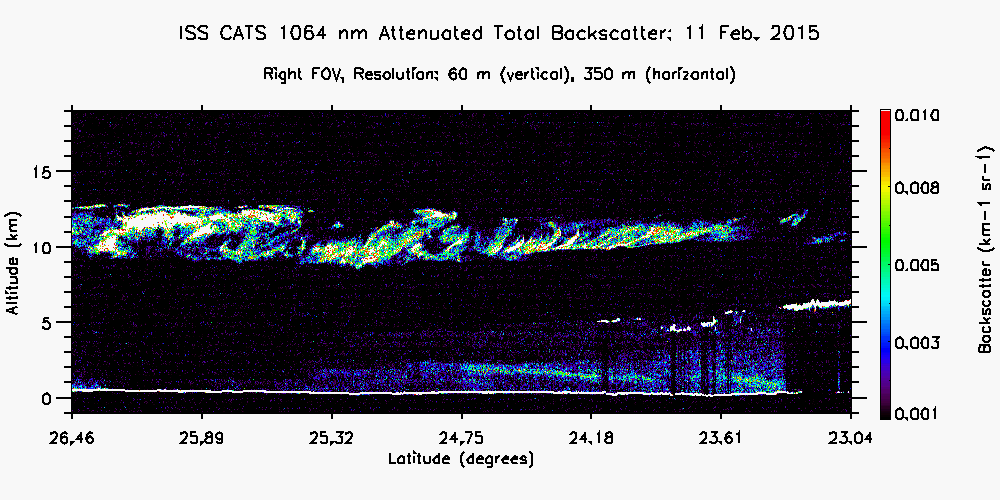 ISS CATS 1064 nm Attenuated Total Backscatter: 11 Feb. 2015
Right FOV, Resolution: 60 m (vertical), 350 m (horizontal)
Altitude (km)
15
10
5
0
26.46 25.89 25.32 24.75 24.18 23.61 23.04
Latitude (degrees)
0.010
0.008
0.005
0.003
0.001
Backscatter (km-1 sr-1)